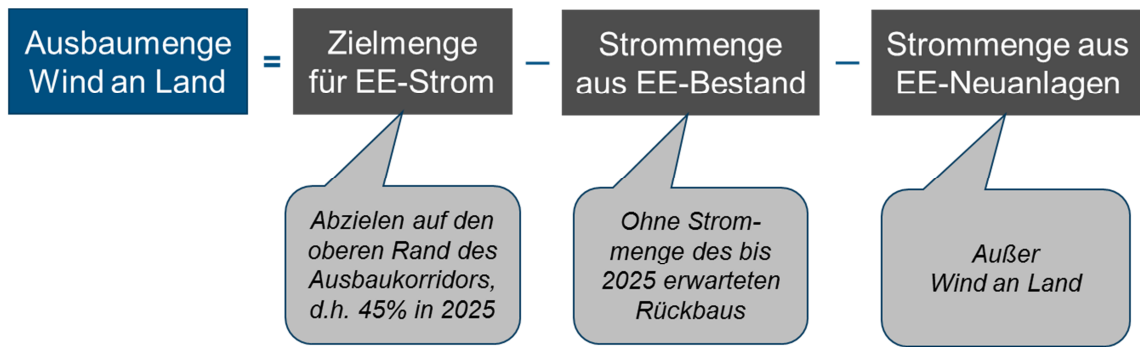 Ausbaumenge
Wind an Land
=
Zielmenge
für EE-Strom
–
Strommenge
aus EE-Bestand
–
Strommenge aus
EE-Neuanlagen
Abzielen auf den
oberen Rand des
Ausbaukorridors,
d.h. 45% in 2025
Ohne Strom-
menge des bis
2025 erwarteten
Rückbaus
Außer
Wind an Land